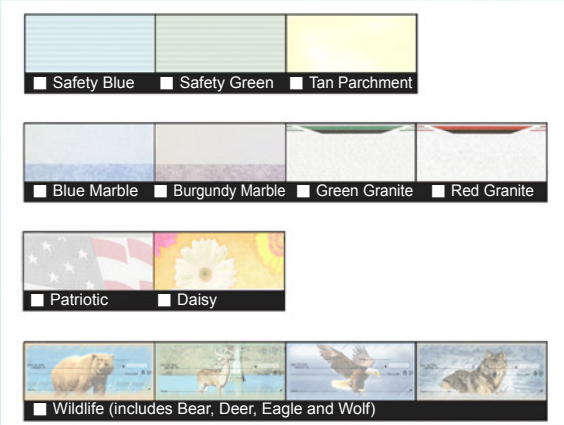 Safety Blue Safety Green Tan Parchment
Blue Marble Burgundy Marble Green Granite Red Granite
Patriotic Daisy
Wildlife (includes Bear, Deer, Eagle and Wolf)